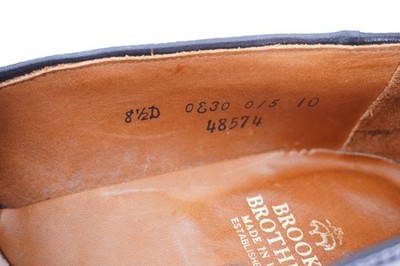 8½D 0E30 015 10
48574
BROOK
BROTH
MADE IN
ESTABLISHE